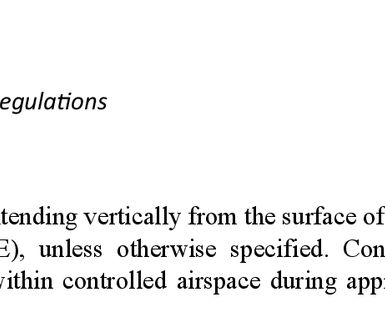 egulations
tending vertically from the surface of
E), unless otherwise specified. Con
within controlled airspace during appr